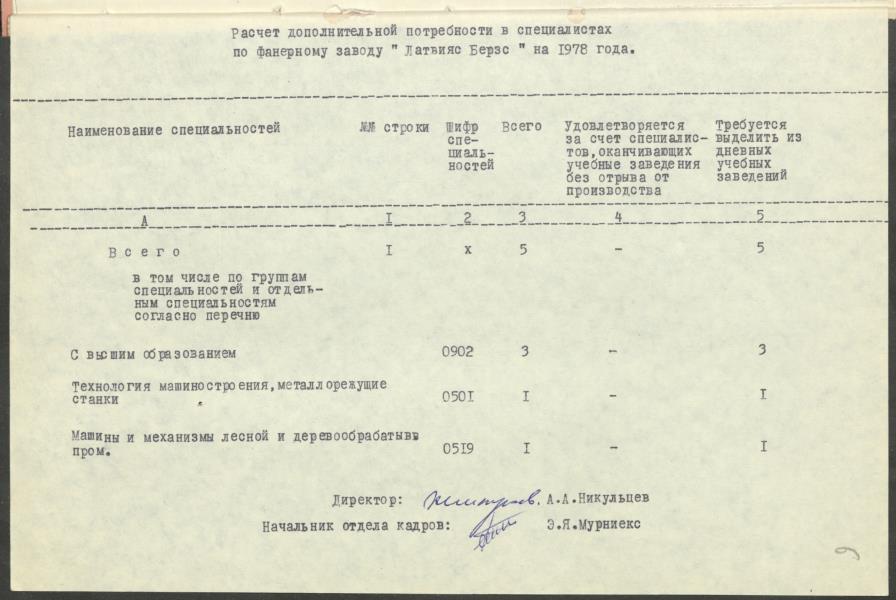 Расчет дополнительной потребности в специалистах
по фанерному заводу " Латвияс Берзс " на I978 года.
Наименование специальностей №№ строки Шифр спе- циаль- ностей Всего Удовлетворяется за счет специалис- тов,оканчивающих учебные заведения без отрыва от производства Требуется выделить из дневных учебных заведений
А I 2 3 4 5
В с е г о I х 5 – 5
в том числе по группам
специальностей и отдель-
ным специальностям
согласно перечню
С высшим образованием 0902 3 – 3
Технология машиностроения,металлорежущие
станки 050I I – I
Машины и механизмы лесной и деревообрабатывв
пром. 05I9 I – I
Директор: А.А.Никульцев
Начальник отдела кадров: Э.Я.Мурниекс
9